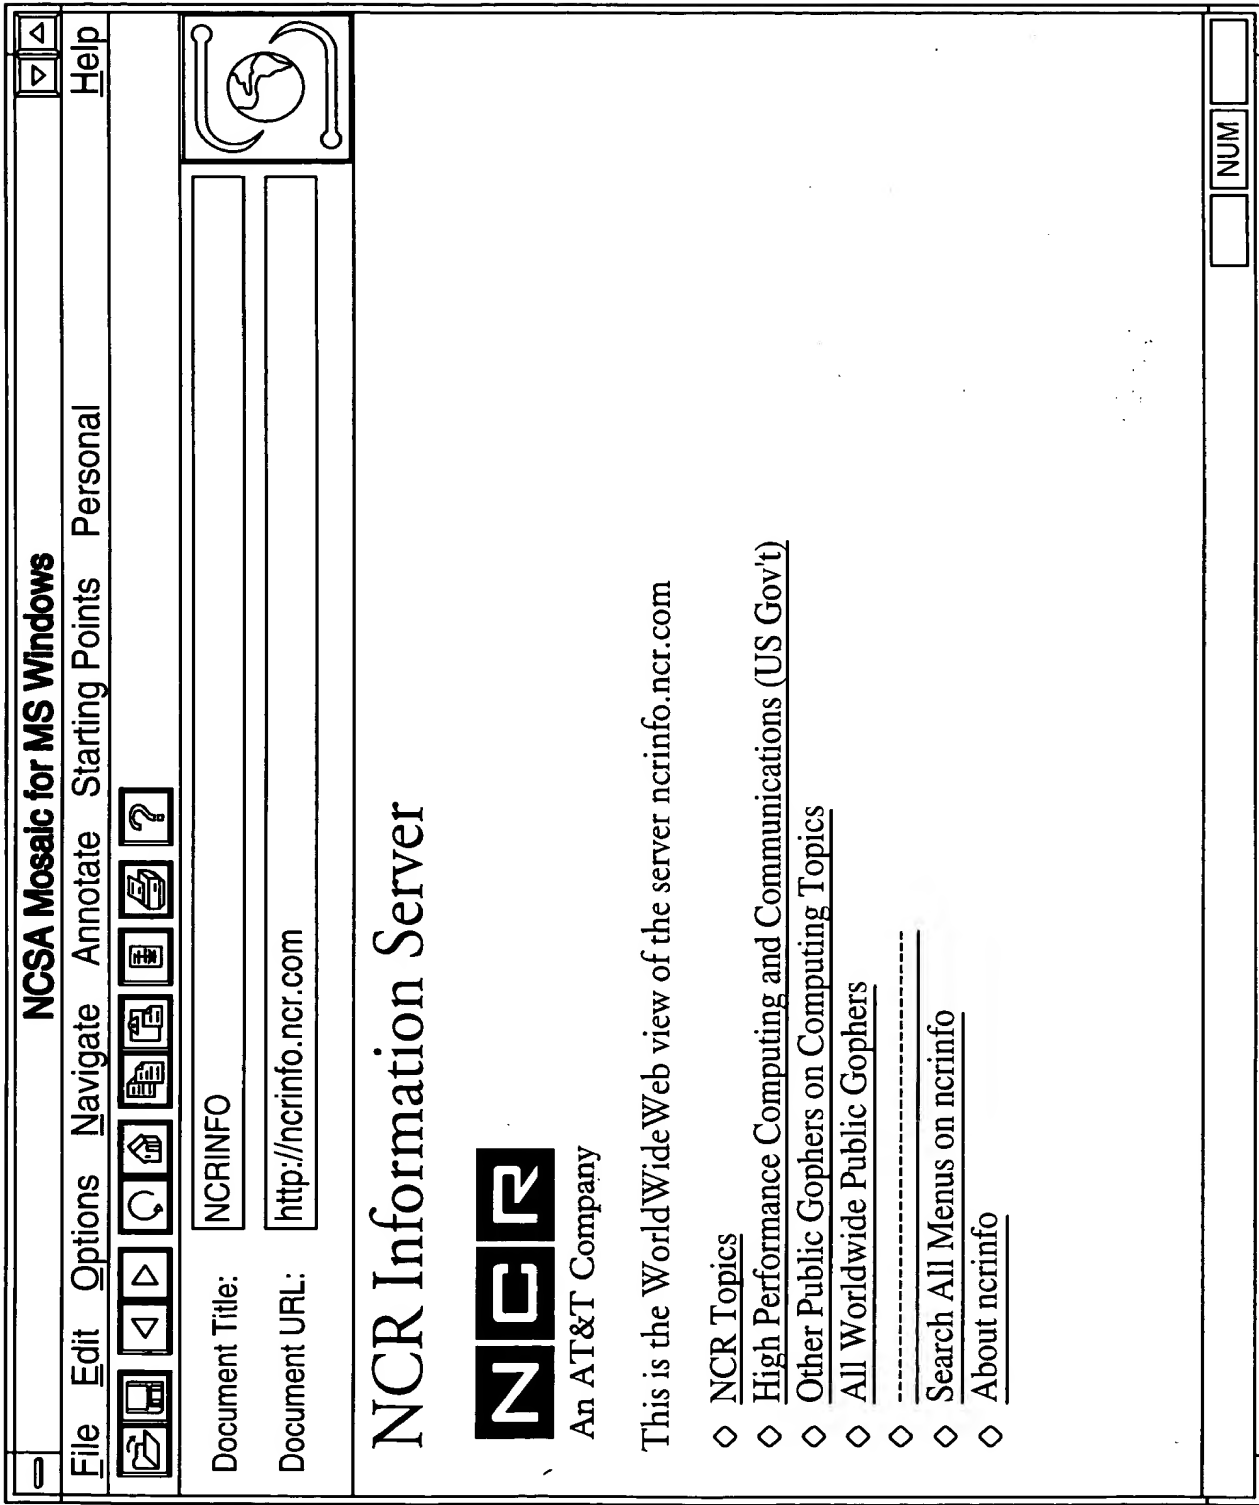 NCSA Mosaic for MS Windows
File Edit Options Navigate Annotate Starting Points Personal Help
?
Document Title: NCRINFO
Document URL: http://ncrinfo.ncr.com
NCR Information Server
NCR
An AT&T Company
This is the WorldWideWeb view of the server ncrinfo.ncr.com
◇ NCR Topics
◇ High Performance Computing and Communications (US Gov't)
◇ Other Public Gophers on Computing Topics
◇ All Worldwide Public Gophers
◇ --------------------------------
◇ Search All Menus on ncrinfo
◇ About ncrinfo
NUM